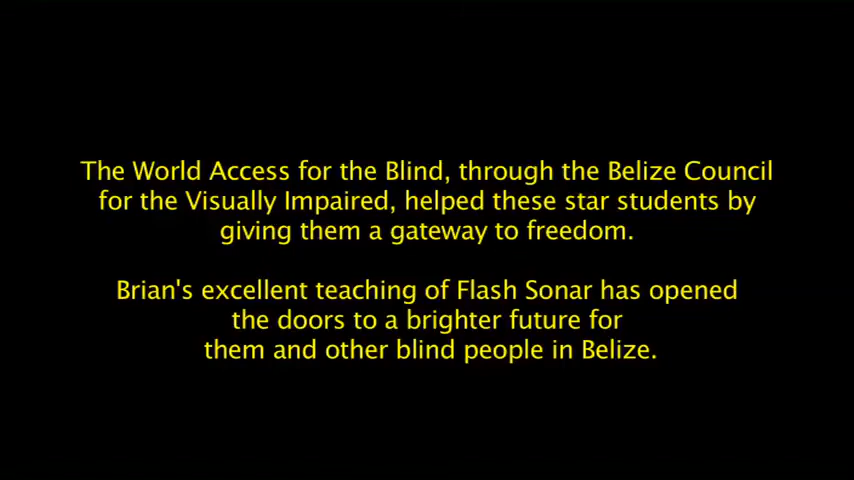 The World Access for the Blind, through the Belize Council
for the Visually Impaired, helped these star students by
giving them a gateway to freedom.
Brian's excellent teaching of Flash Sonar has opened
the doors to a brighter future for
them and other blind people in Belize.